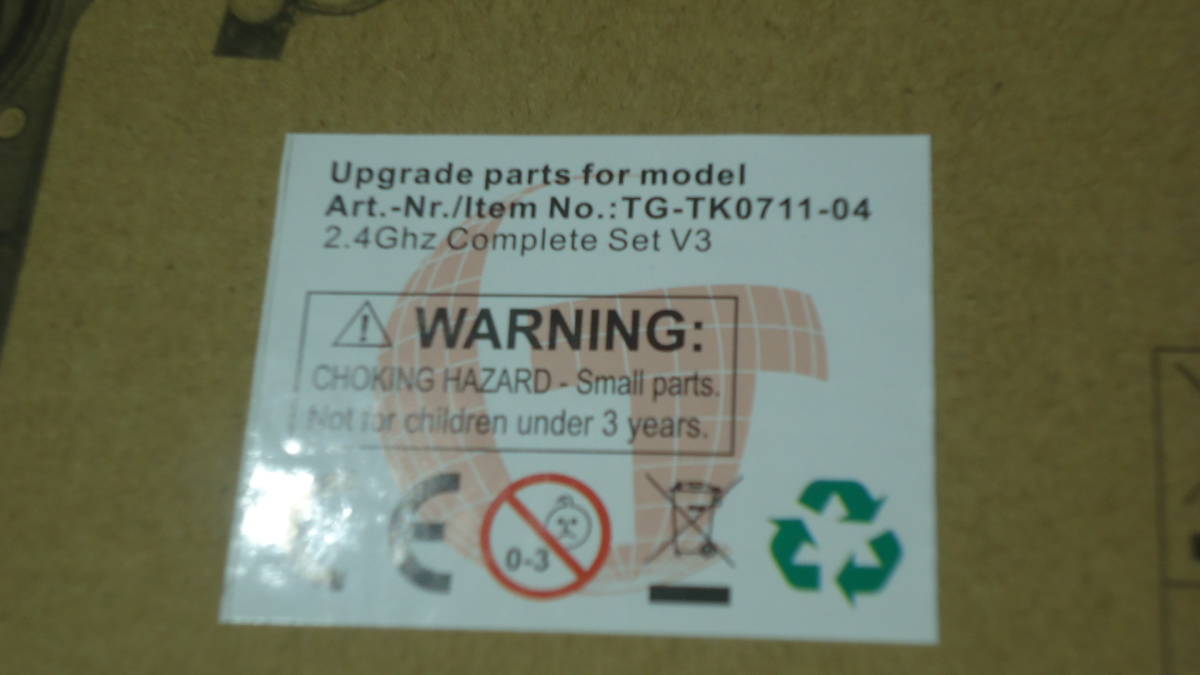 Upgrade parts for model
Art.-Nr./Item No.:TG-TK0711-04
2.4Ghz Complete Set V3
WARNING:
CHOKING HAZARD - Small parts.
Not for children under 3 years.
CE
0-3